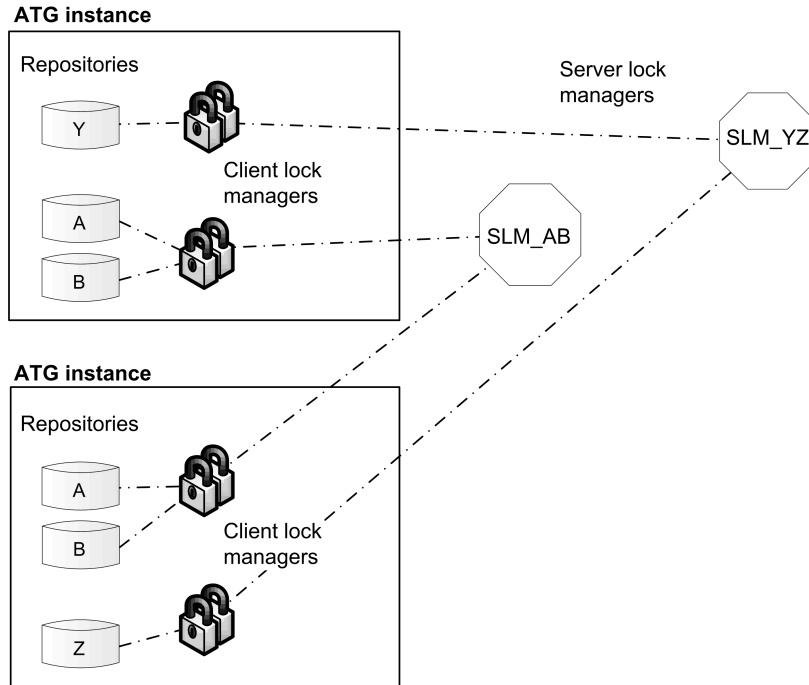 ATG instance
Repositories
Y
Client lock
managers
A
B
Server lock
managers
SLM_YZ
SLM_AB
ATG instance
Repositories
A
B
Client lock
managers
Z